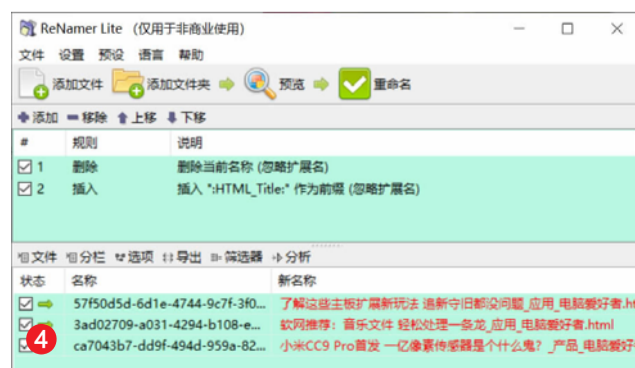 ReNamer Lite （仅用于非商业使用）
文件 设置 预设 语言 帮助
添加文件 添加文件夹 预览 重命名
添加 移除 上移 下移
# 规则 说明
1 删除 删除当前名称 (忽略扩展名)
2 插入 插入 ":HTML_Title:" 作为前缀 (忽略扩展名)
文件 分栏 选项 导出 筛选器 分析
状态 名称 新名称
57f50d5d-6d1e-4744-9c7f-3f0... 了解这些主板扩展新玩法 追新守旧都没问题_应用_电脑爱好者.ht
3ad02709-a031-4294-b108-e... 软网推荐：音乐文件 轻松处理一条龙_应用_电脑爱好者.html
4 ca7043b7-dd9f-494d-959a-82... 小米CC9 Pro首发 一亿像素传感器是个什么鬼？_产品_电脑爱好